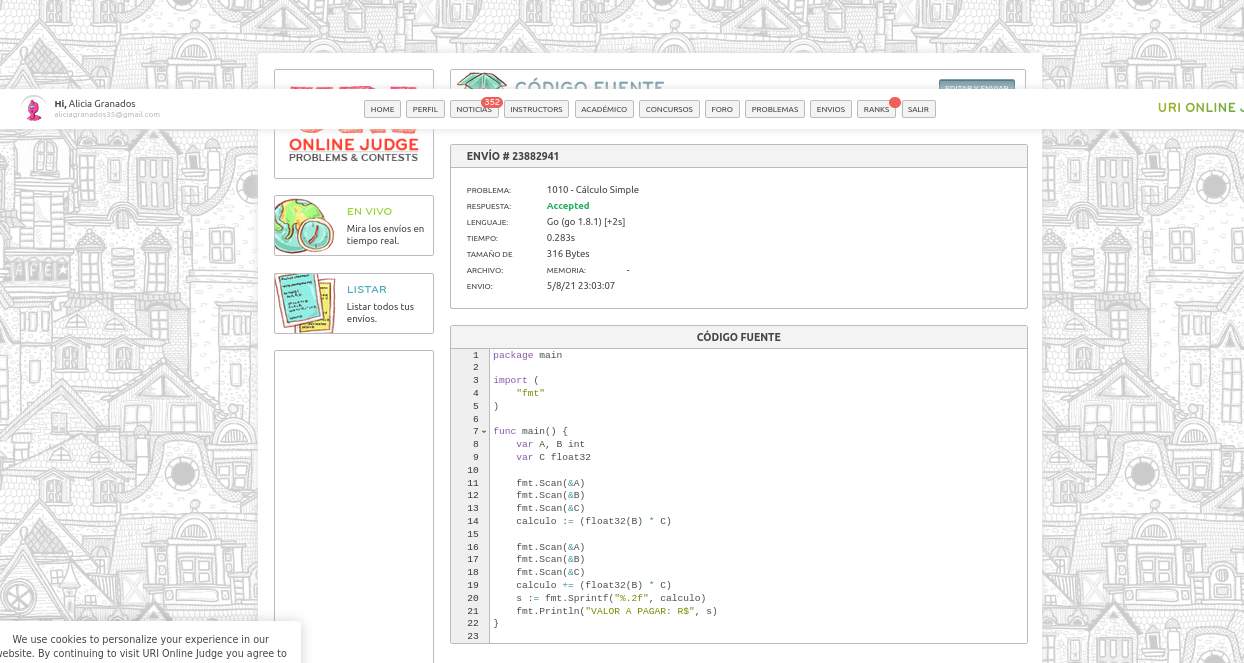 CÓDIGO FUENTE
EDITAR Y ENVIAR
Hi, Alicia Granados
aliciagranados35@gmail.com
HOME
PERFIL
NOTICIAS
352
INSTRUCTORS
ACADÉMICO
CONCURSOS
FORO
PROBLEMAS
ENVIOS
RANKS
SALIR
URI ONLINE J
ONLINE JUDGE
PROBLEMS & CONTESTS
EN VIVO
Mira los envíos en
tiempo real.
LISTAR
Listar todos tus
envíos.
ENVÍO # 23882941
PROBLEMA: 1010 - Cálculo Simple
RESPUESTA: Accepted
LENGUAJE: Go (go 1.8.1) [+2s]
TIEMPO: 0.283s
TAMAÑO DE 316 Bytes
ARCHIVO: MEMORIA: -
ENVIO: 5/8/21 23:03:07
CÓDIGO FUENTE
1 package main
2
3 import (
4 "fmt"
5 )
6
7 func main() {
8 var A, B int
9 var C float32
10
11 fmt.Scan(&A)
12 fmt.Scan(&B)
13 fmt.Scan(&C)
14 calculo := (float32(B) * C)
15
16 fmt.Scan(&A)
17 fmt.Scan(&B)
18 fmt.Scan(&C)
19 calculo += (float32(B) * C)
20 s := fmt.Sprintf("%.2f", calculo)
21 fmt.Println("VALOR A PAGAR: R$", s)
22 }
23
CAFE
We use cookies to personalize your experience in our
website. By continuing to visit URI Online Judge you agree to